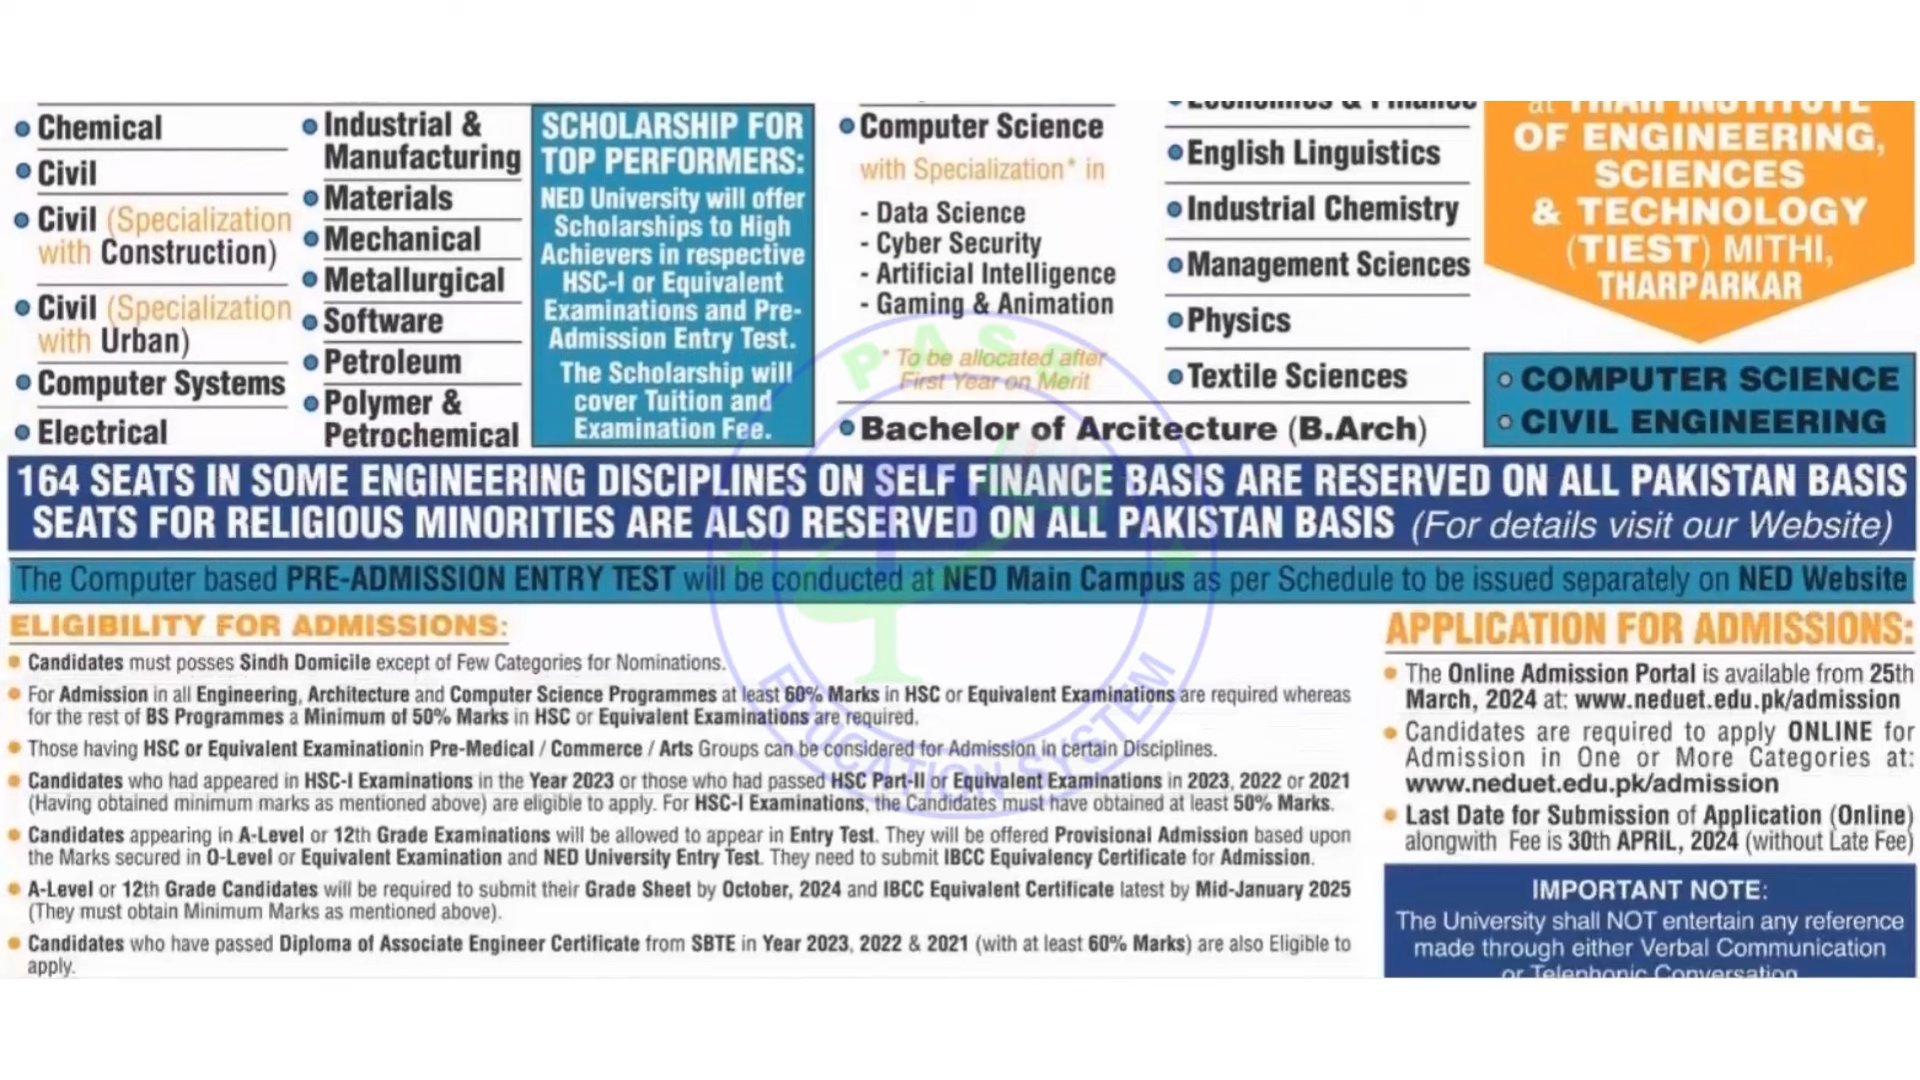 Chemical
Civil
Civil (Specialization
with Construction)
Civil (Specialization
with Urban)
Computer Systems
Electrical
Industrial &
Manufacturing
Materials
Mechanical
Metallurgical
Software
Petroleum
Polymer &
Petrochemical
SCHOLARSHIP FOR
TOP PERFORMERS:
NED University will offer
Scholarships to High
Achievers in respective
HSC-I or Equivalent
Examinations and Pre-
Admission Entry Test.
The Scholarship will
cover Tuition and
Examination Fee.
Computer Science
with Specialization* in
- Data Science
- Cyber Security
- Artificial Intelligence
- Gaming & Animation
* To be allocated after
First Year on Merit
Bachelor of Arcitecture (B.Arch)
Economics & Finance
English Linguistics
Industrial Chemistry
Management Sciences
Physics
Textile Sciences
at THAR INSTITUTE
OF ENGINEERING,
SCIENCES
& TECHNOLOGY
(TIEST) MITHI,
THARPARKAR
COMPUTER SCIENCE
CIVIL ENGINEERING
164 SEATS IN SOME ENGINEERING DISCIPLINES ON SELF FINANCE BASIS ARE RESERVED ON ALL PAKISTAN BASIS
SEATS FOR RELIGIOUS MINORITIES ARE ALSO RESERVED ON ALL PAKISTAN BASIS (For details visit our Website)
The Computer based PRE-ADMISSION ENTRY TEST will be conducted at NED Main Campus as per Schedule to be issued separately on NED Website
ELIGIBILITY FOR ADMISSIONS:
Candidates must posses Sindh Domicile except of Few Categories for Nominations.
For Admission in all Engineering, Architecture and Computer Science Programmes at least 60% Marks in HSC or Equivalent Examinations are required whereas
for the rest of BS Programmes a Minimum of 50% Marks in HSC or Equivalent Examinations are required.
Those having HSC or Equivalent Examinationin Pre-Medical / Commerce / Arts Groups can be considered for Admission in certain Disciplines.
Candidates who had appeared in HSC-I Examinations in the Year 2023 or those who had passed HSC Part-II or Equivalent Examinations in 2023, 2022 or 2021
(Having obtained minimum marks as mentioned above) are eligible to apply. For HSC-I Examinations, the Candidates must have obtained at least 50% Marks.
Candidates appearing in A-Level or 12th Grade Examinations will be allowed to appear in Entry Test. They will be offered Provisional Admission based upon
the Marks secured in O-Level or Equivalent Examination and NED University Entry Test. They need to submit IBCC Equivalency Certificate for Admission.
A-Level or 12th Grade Candidates will be required to submit their Grade Sheet by October, 2024 and IBCC Equivalent Certificate latest by Mid-January 2025
(They must obtain Minimum Marks as mentioned above).
Candidates who have passed Diploma of Associate Engineer Certificate from SBTE in Year 2023, 2022 & 2021 (with at least 60% Marks) are also Eligible to
apply.
APPLICATION FOR ADMISSIONS:
The Online Admission Portal is available from 25th
March, 2024 at: www.neduet.edu.pk/admission
Candidates are required to apply ONLINE for
Admission in One or More Categories at:
www.neduet.edu.pk/admission
Last Date for Submission of Application (Online)
alongwith Fee is 30th APRIL, 2024 (without Late Fee)
IMPORTANT NOTE:
The University shall NOT entertain any reference
made through either Verbal Communication
or Telephonic Conversation
EDUCATION SYSTEM